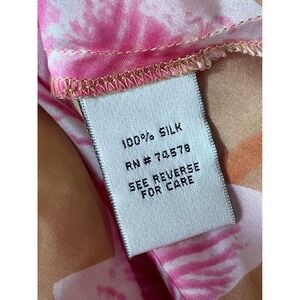 100% SILK
RN # 74578
SEE REVERSE
FOR CARE